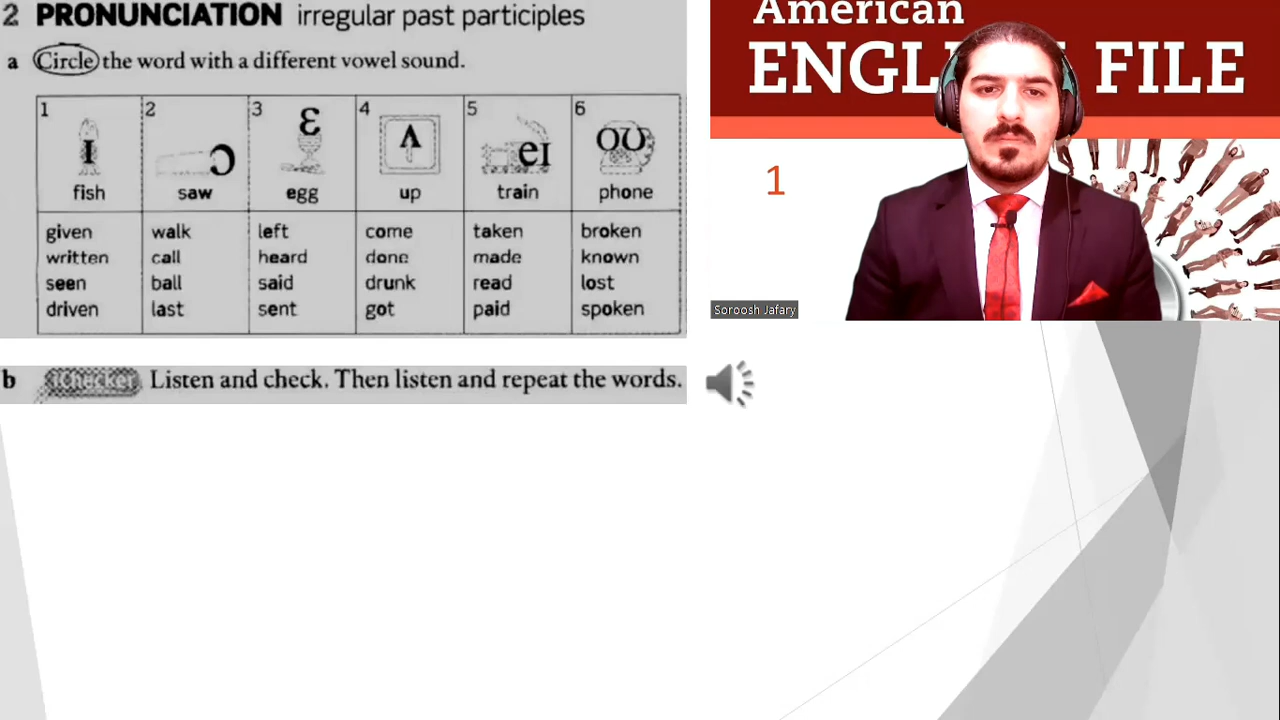 2 PRONUNCIATION irregular past participles
a Circle the word with a different vowel sound.
1 2 3 4 5 6
ɪ ɔ ɛ ʌ eɪ oʊ
fish saw egg up train phone
given walk left come taken broken
written call heard done made known
seen ball said drunk read lost
driven last sent got paid spoken
b iChecker Listen and check. Then listen and repeat the words.
American
ENGL FILE
1
Soroosh Jafary